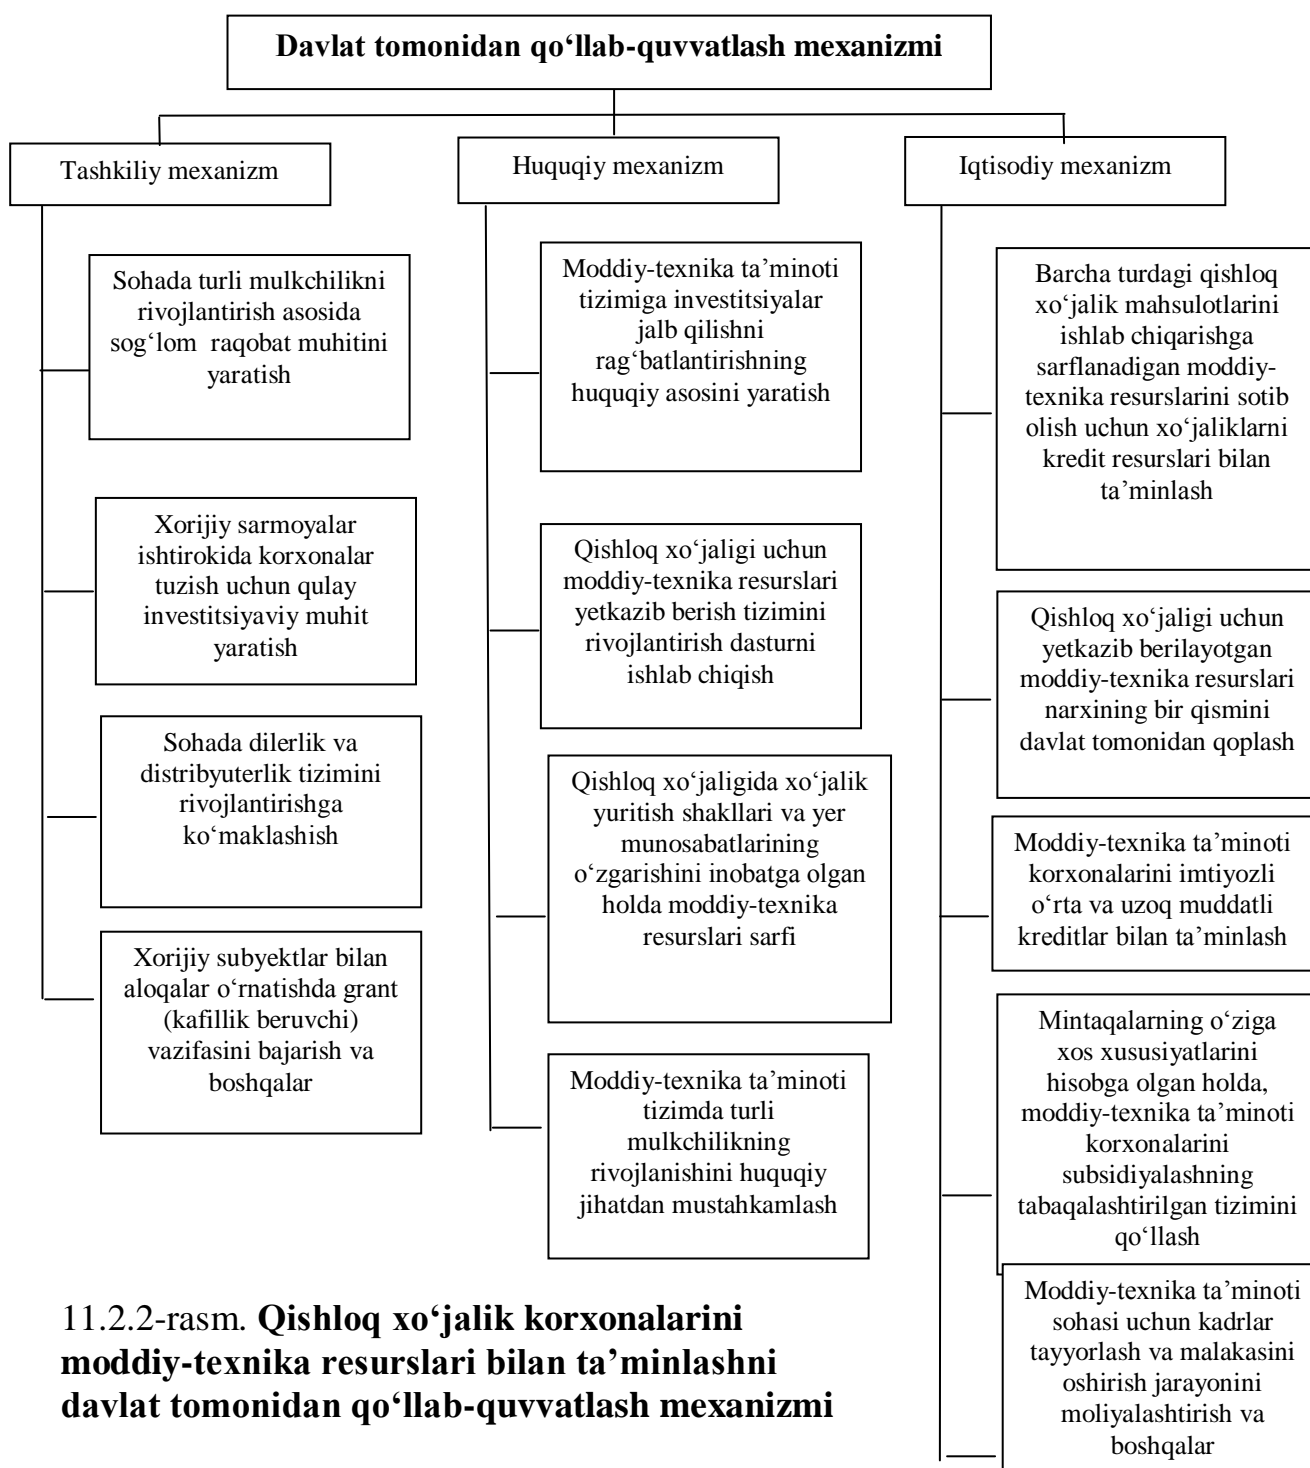 Davlat tomonidan qo‘llab-quvvatlash mexanizmi
Tashkiliy mexanizm
Sohada turli mulkchilikni
rivojlantirish asosida
sog‘lom raqobat muhitini
yaratish
Xorijiy sarmoyalar
ishtirokida korxonalar
tuzish uchun qulay
investitsiyaviy muhit
yaratish
Sohada dilerlik va
distribyuterlik tizimini
rivojlantirishga
ko‘maklashish
Xorijiy subyektlar bilan
aloqalar o‘rnatishda grant
(kafillik beruvchi)
vazifasini bajarish va
boshqalar
Huquqiy mexanizm
Moddiy-texnika ta’minoti
tizimiga investitsiyalar
jalb qilishni
rag‘batlantirishning
huquqiy asosini yaratish
Qishloq xo‘jaligi uchun
moddiy-texnika resurslari
yetkazib berish tizimini
rivojlantirish dasturni
ishlab chiqish
Qishloq xo‘jaligida xo‘jalik
yuritish shakllari va yer
munosabatlarining
o‘zgarishini inobatga olgan
holda moddiy-texnika
resurslari sarfi
Moddiy-texnika ta’minoti
tizimda turli
mulkchilikning
rivojlanishini huquqiy
jihatdan mustahkamlash
Iqtisodiy mexanizm
Barcha turdagi qishloq
xo‘jalik mahsulotlarini
ishlab chiqarishga
sarflanadigan moddiy-
texnika resurslarini sotib
olish uchun xo‘jaliklarni
kredit resurslari bilan
ta’minlash
Qishloq xo‘jaligi uchun
yetkazib berilayotgan
moddiy-texnika resurslari
narxining bir qismini
davlat tomonidan qoplash
Moddiy-texnika ta’minoti
korxonalarini imtiyozli
o‘rta va uzoq muddatli
kreditlar bilan ta’minlash
Mintaqalarning o‘ziga
xos xususiyatlarini
hisobga olgan holda,
moddiy-texnika ta’minoti
korxonalarini
subsidiyalashning
tabaqalashtirilgan tizimini
qo‘llash
Moddiy-texnika ta’minoti
sohasi uchun kadrlar
tayyorlash va malakasini
oshirish jarayonini
moliyalashtirish va
boshqalar
11.2.2-rasm. Qishloq xo‘jalik korxonalarini
moddiy-texnika resurslari bilan ta’minlashni
davlat tomonidan qo‘llab-quvvatlash mexanizmi